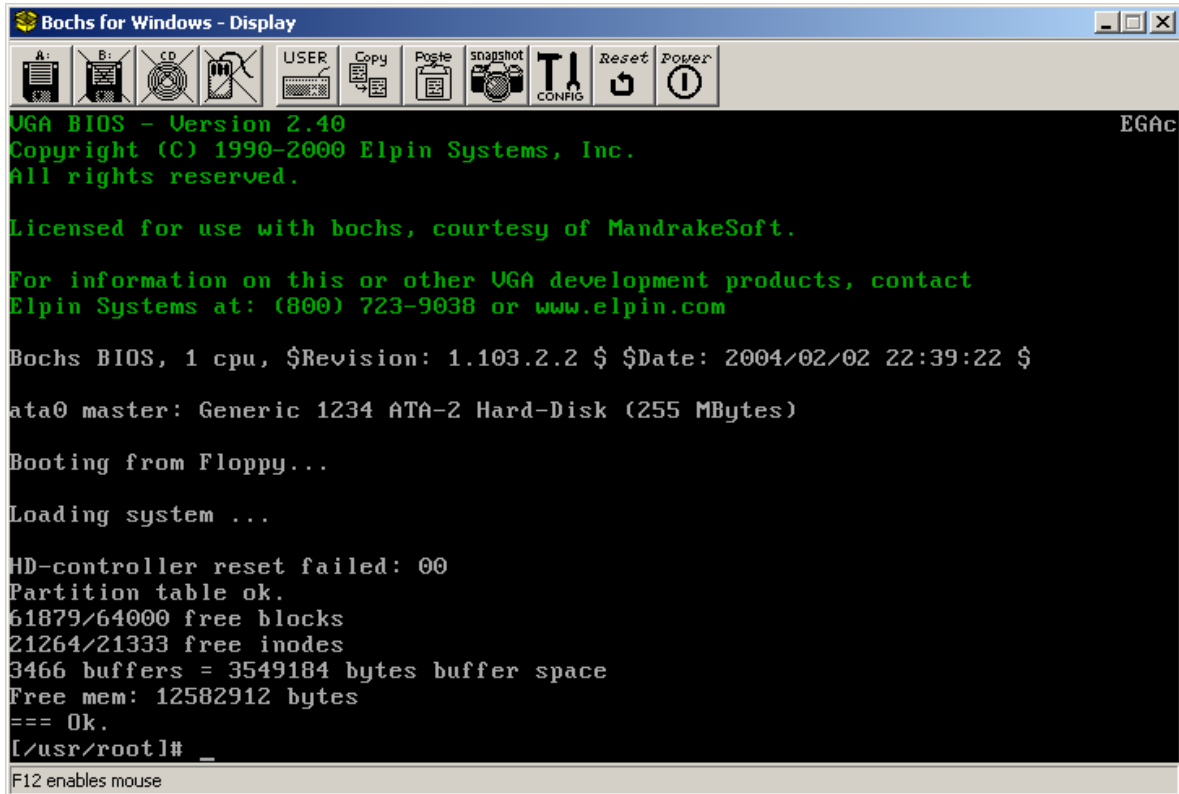 Bochs for Windows - Display
A: B: CD USER Copy Paste snapshot CONFIG Reset Power
VGA BIOS - Version 2.40 EGAc
Copyright (C) 1990-2000 Elpin Systems, Inc.
All rights reserved.
Licensed for use with bochs, courtesy of MandrakeSoft.
For information on this or other VGA development products, contact
Elpin Systems at: (800) 723-9038 or www.elpin.com
Bochs BIOS, 1 cpu, $Revision: 1.103.2.2 $ $Date: 2004/02/02 22:39:22 $
ata0 master: Generic 1234 ATA-2 Hard-Disk (255 MBytes)
Booting from Floppy...
Loading system ...
HD-controller reset failed: 00
Partition table ok.
61879/64000 free blocks
21264/21333 free inodes
3466 buffers = 3549184 bytes buffer space
Free mem: 12582912 bytes
=== Ok.
[/usr/root]# _
F12 enables mouse